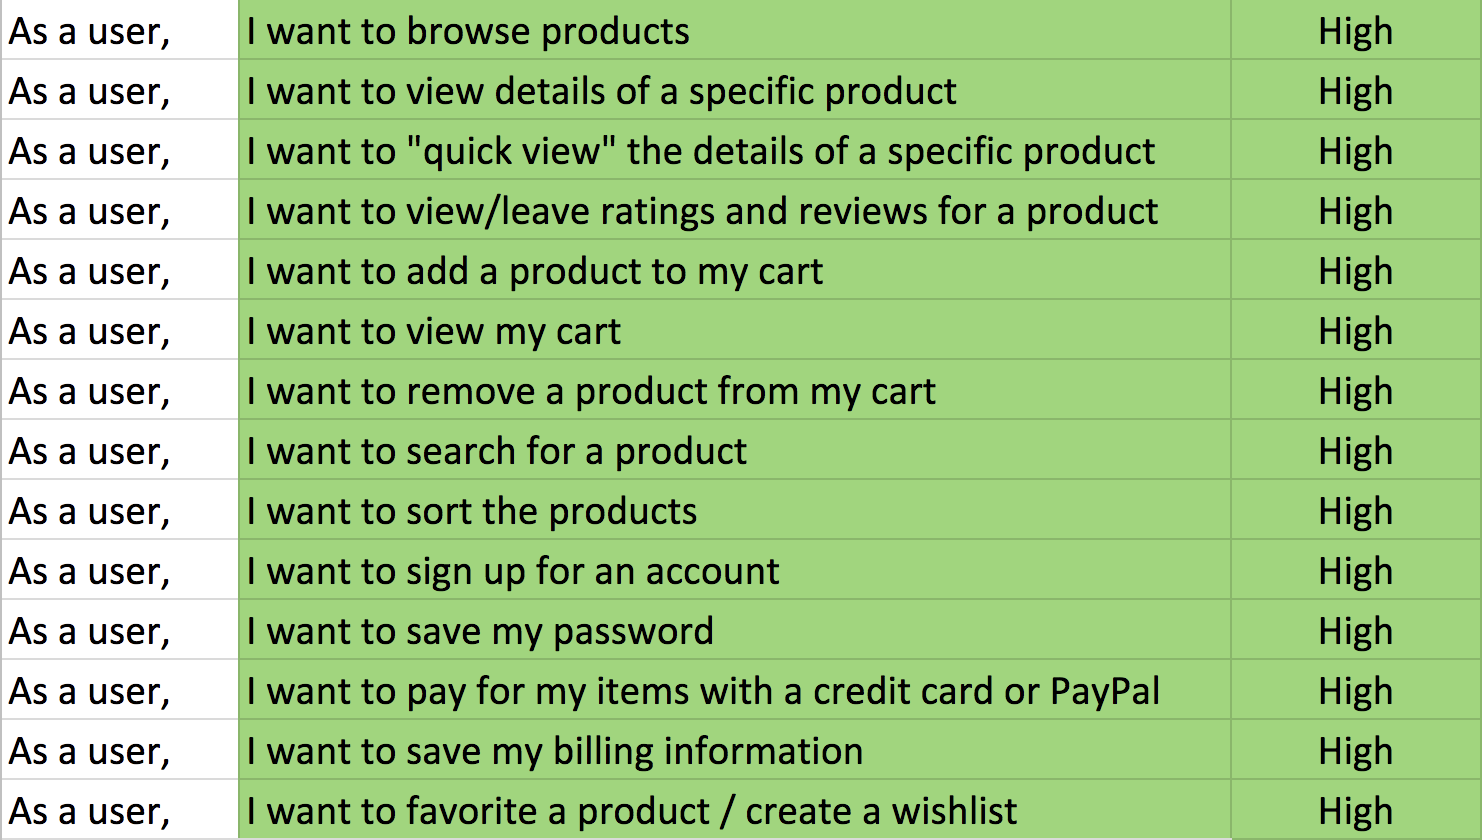 As a user, I want to browse products High
As a user, I want to view details of a specific product High
As a user, I want to "quick view" the details of a specific product High
As a user, I want to view/leave ratings and reviews for a product High
As a user, I want to add a product to my cart High
As a user, I want to view my cart High
As a user, I want to remove a product from my cart High
As a user, I want to search for a product High
As a user, I want to sort the products High
As a user, I want to sign up for an account High
As a user, I want to save my password High
As a user, I want to pay for my items with a credit card or PayPal High
As a user, I want to save my billing information High
As a user, I want to favorite a product / create a wishlist High